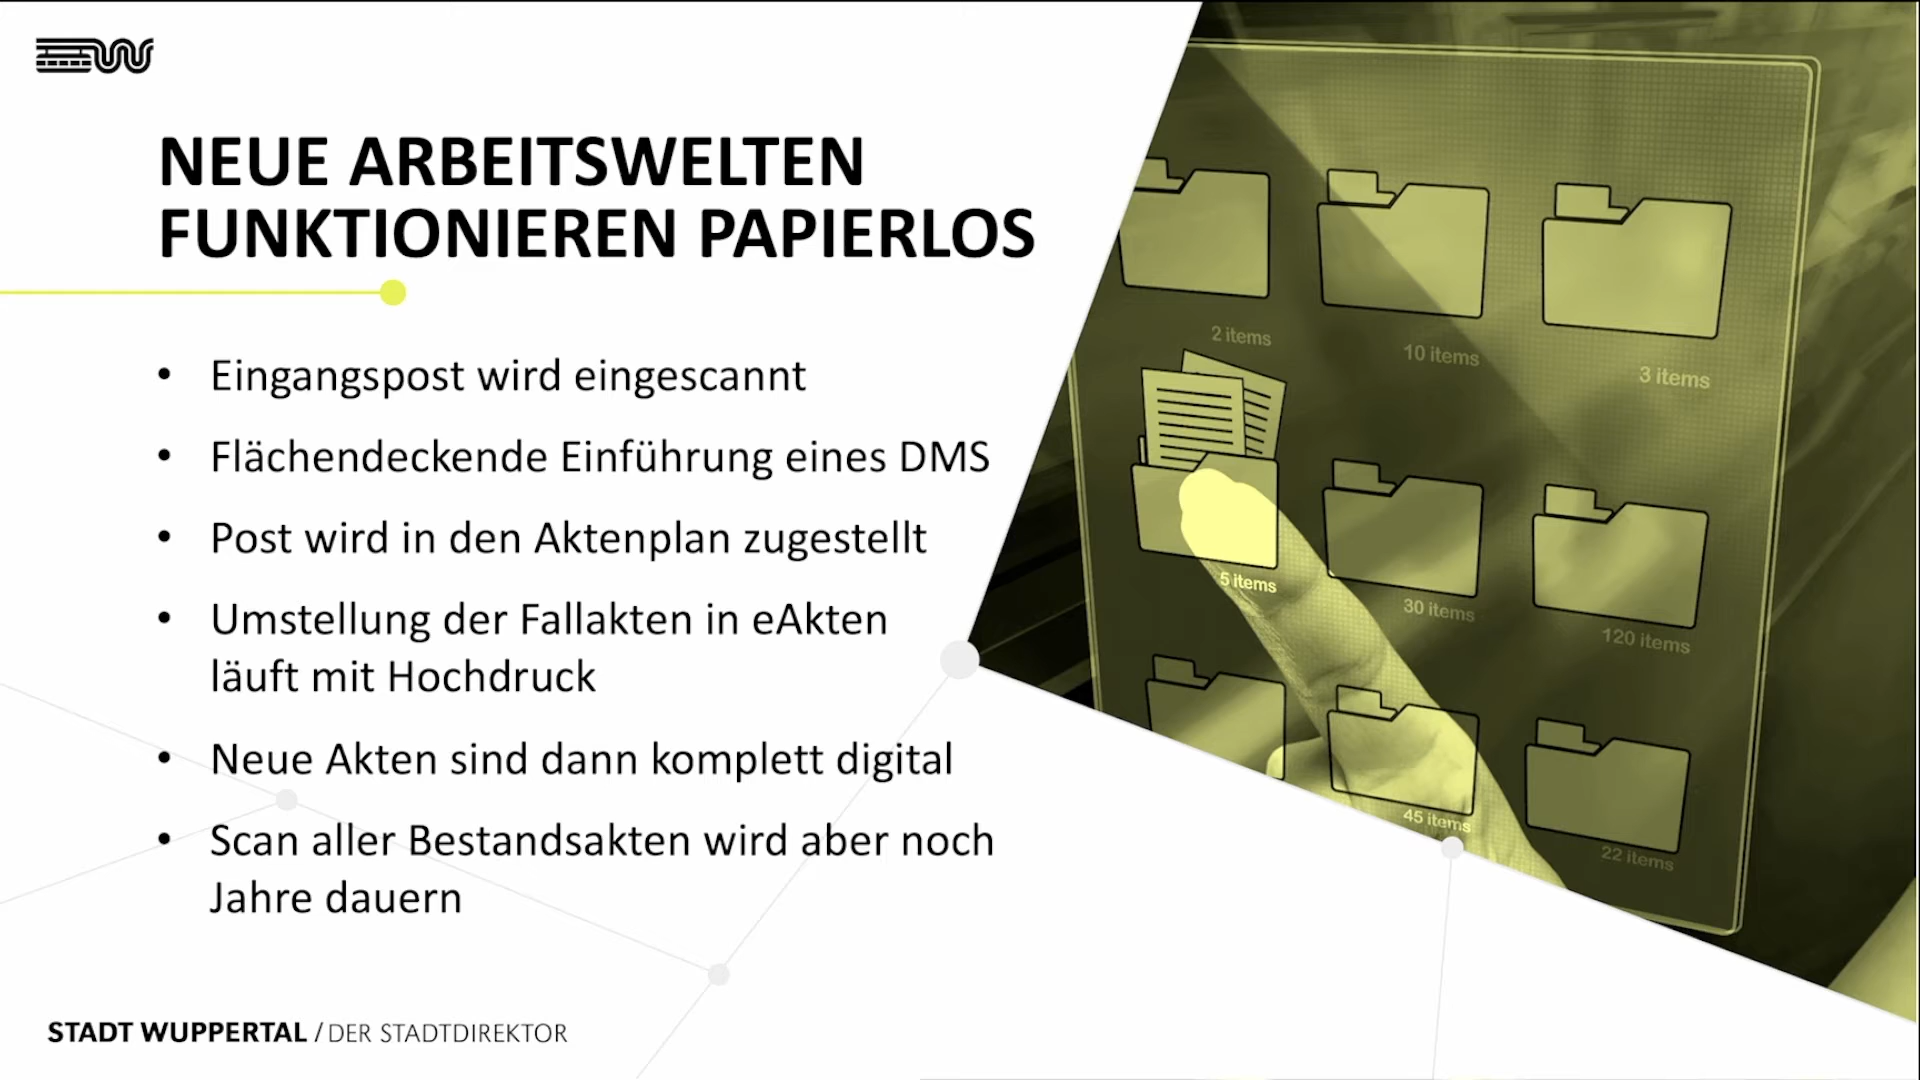 NEUE ARBEITSWELTEN
FUNKTIONIEREN PAPIERLOS
• Eingangspost wird eingescannt
• Flächendeckende Einführung eines DMS
• Post wird in den Aktenplan zugestellt
• Umstellung der Fallakten in eAkten
läuft mit Hochdruck
• Neue Akten sind dann komplett digital
• Scan aller Bestandsakten wird aber noch
Jahre dauern
2 items
10 items
3 items
5 items
30 items
120 items
45 items
22 items
STADT WUPPERTAL / DER STADTDIREKTOR